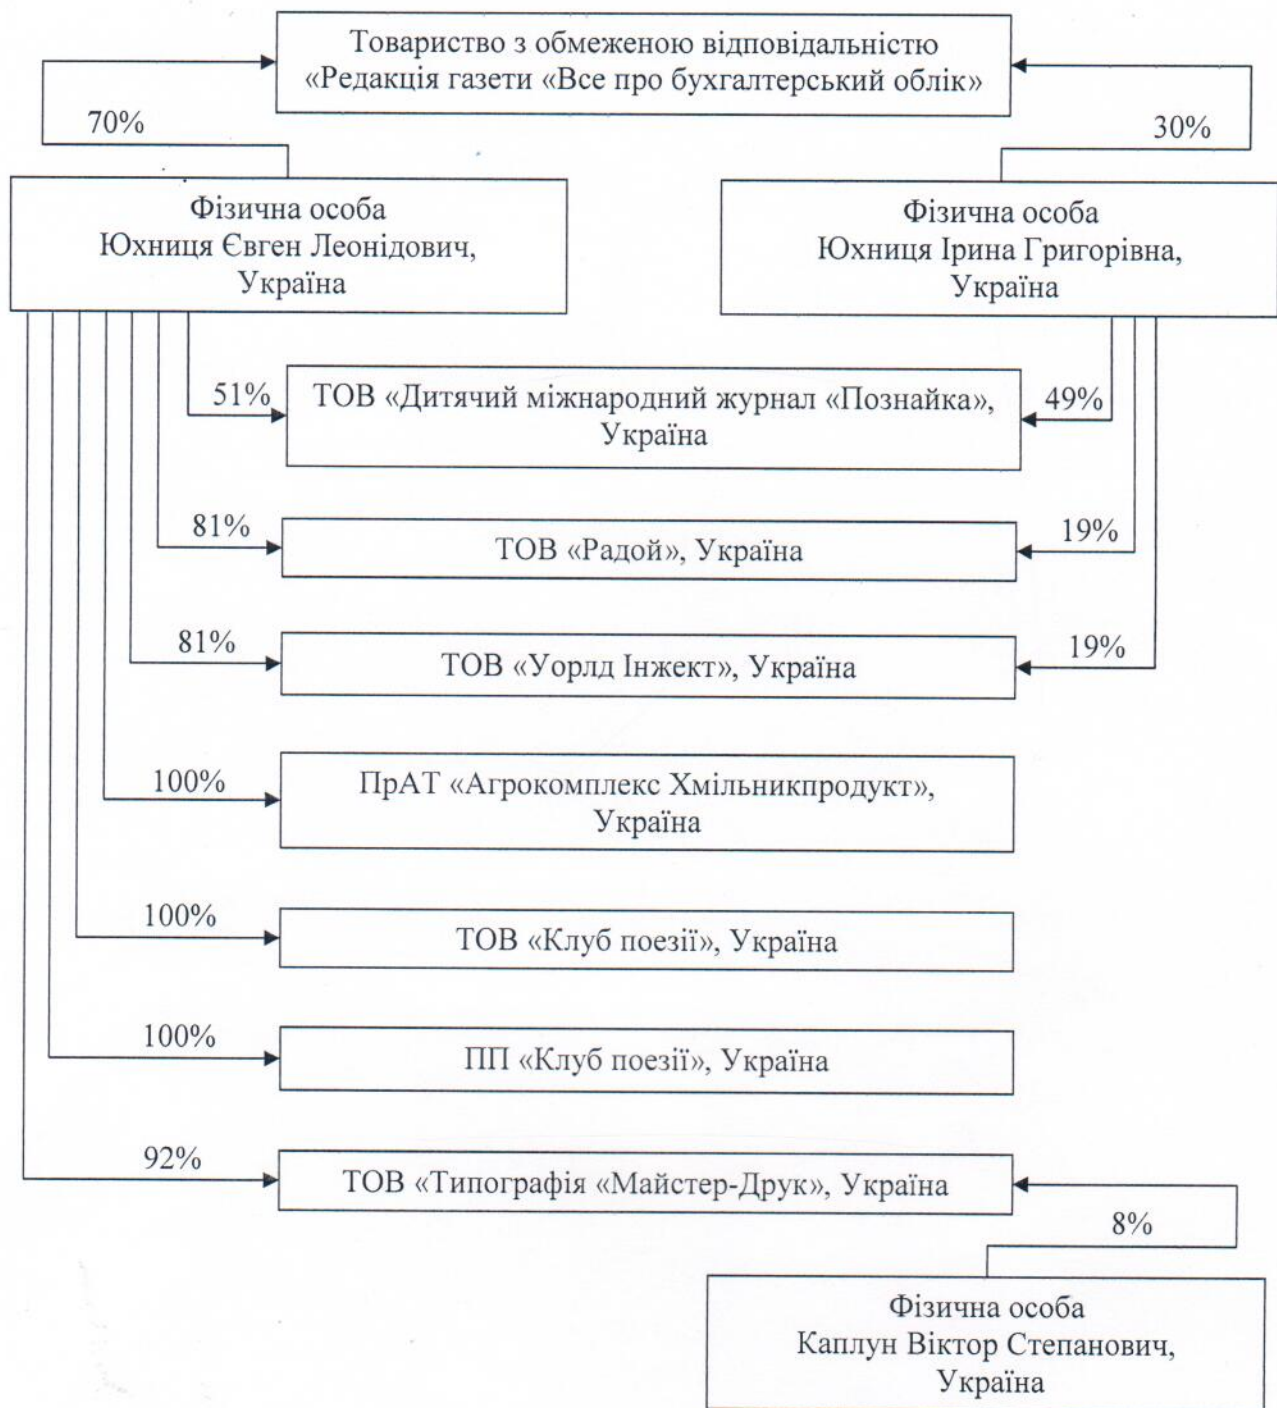 Товариство з обмеженою відповідальністю
«Редакція газети «Все про бухгалтерський облік»
70%
30%
Фізична особа
Юхниця Євген Леонідович,
Україна
Фізична особа
Юхниця Ірина Григорівна,
Україна
51%
ТОВ «Дитячий міжнародний журнал «Познайка»,
Україна
49%
81%
ТОВ «Радой», Україна
19%
81%
ТОВ «Уорлд Інжект», Україна
19%
100%
ПрАТ «Агрокомплекс Хмільникпродукт»,
Україна
100%
ТОВ «Клуб поезії», Україна
100%
ПП «Клуб поезії», Україна
92%
ТОВ «Типографія «Майстер-Друк», Україна
8%
Фізична особа
Каплун Віктор Степанович,
Україна